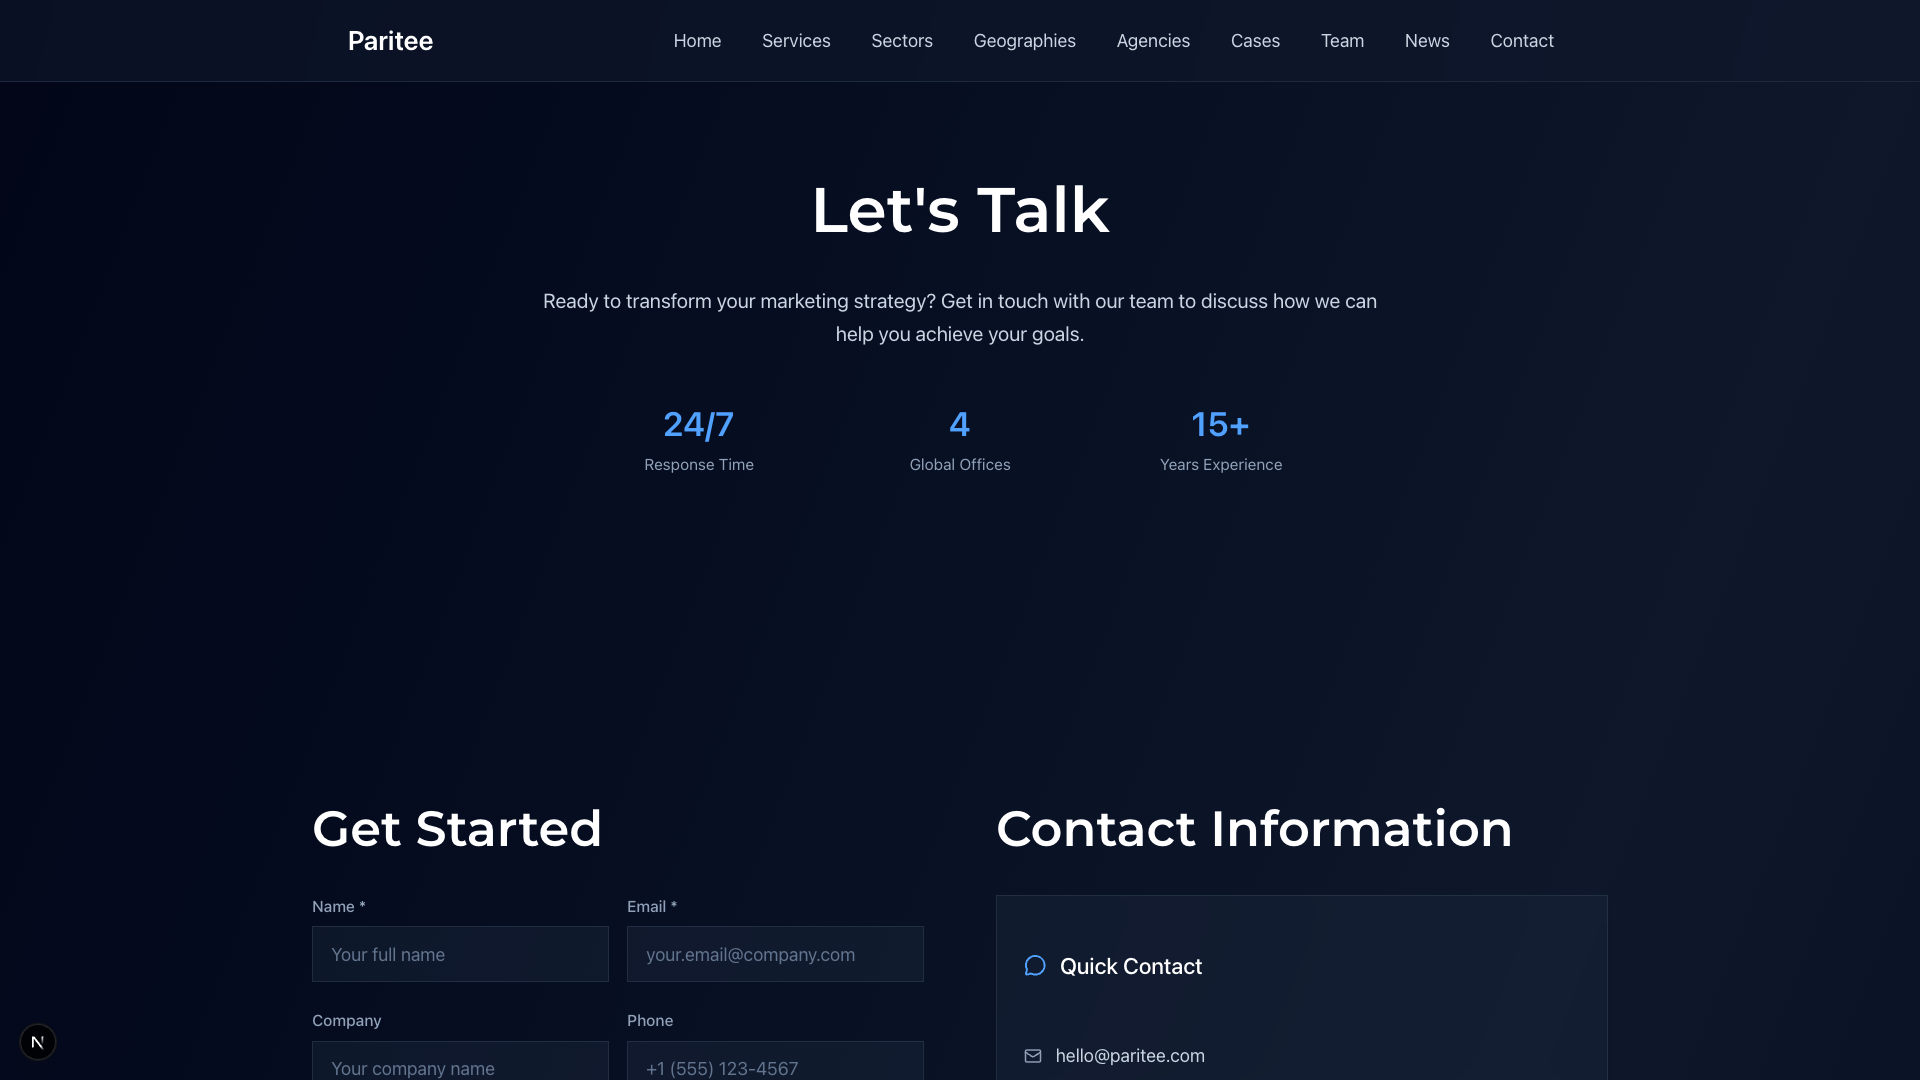 Paritee
Home
Services
Sectors
Geographies
Agencies
Cases
Team
News
Contact
Let's Talk
Ready to transform your marketing strategy? Get in touch with our team to discuss how we can
help you achieve your goals.
24/7
Response Time
4
Global Offices
15+
Years Experience
Get Started
Name *
Your full name
Email *
your.email@company.com
Company
Your company name
Phone
+1 (555) 123-4567
Contact Information
Quick Contact
hello@paritee.com
N